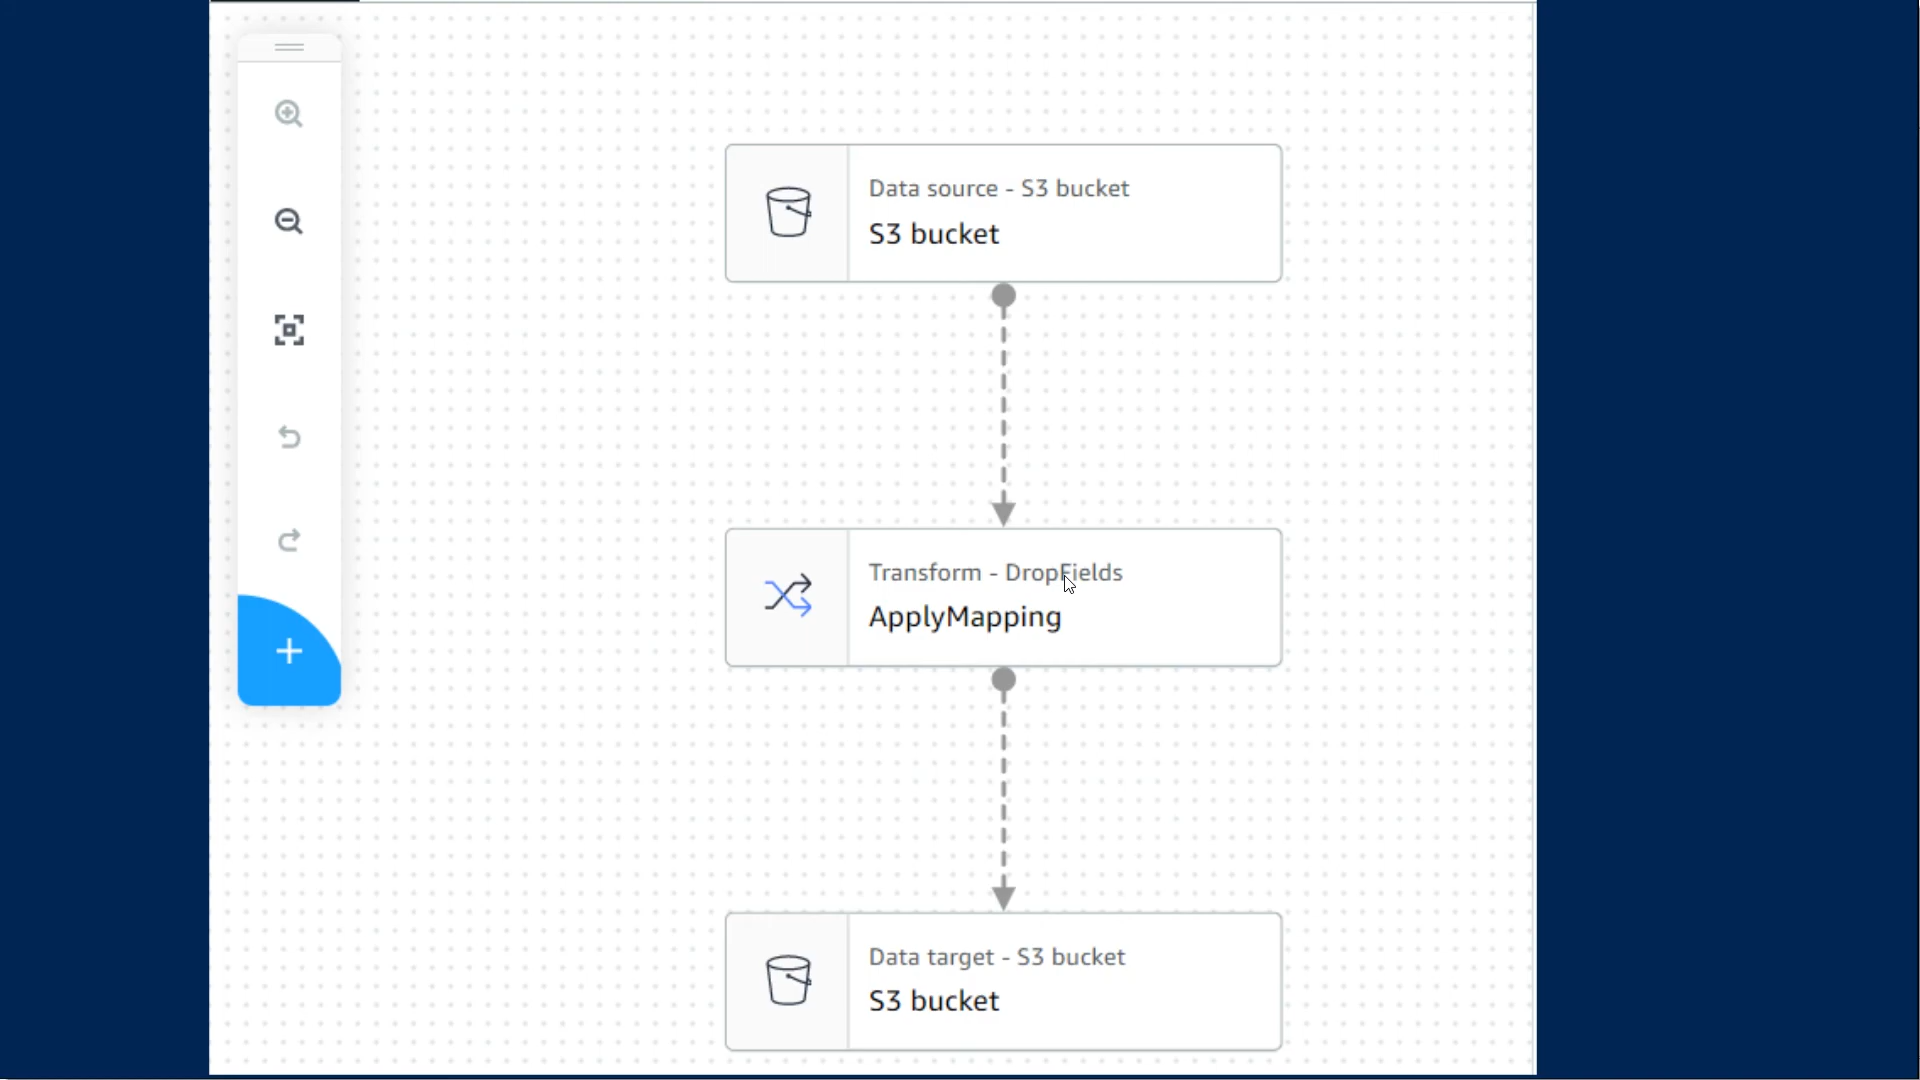 Data source - S3 bucket
S3 bucket
Transform - DropFields
ApplyMapping
Data target - S3 bucket
S3 bucket